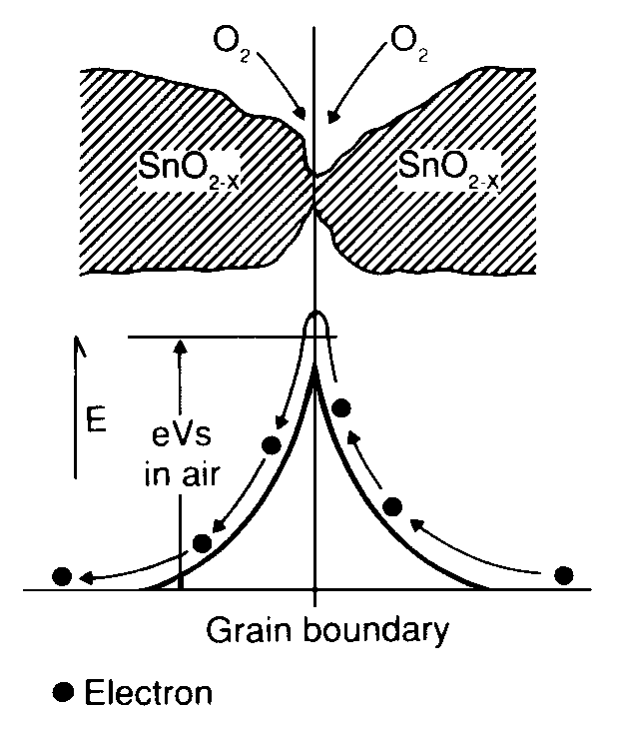 O₂ O₂
SnO₂₋ₓ SnO₂₋ₓ
E
eVs
in air
Grain boundary
Electron